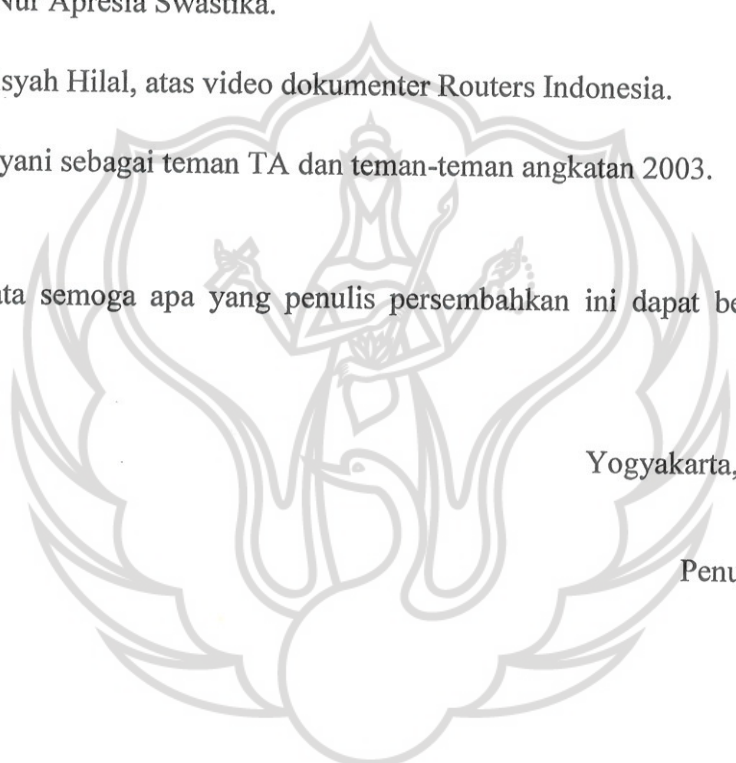 Nur Apresia Swastika.
syah Hilal, atas video dokumenter Routers Indonesia.
yani sebagai teman TA dan teman-teman angkatan 2003.
ta semoga apa yang penulis persembahkan ini dapat be
Yogyakarta,
Penu